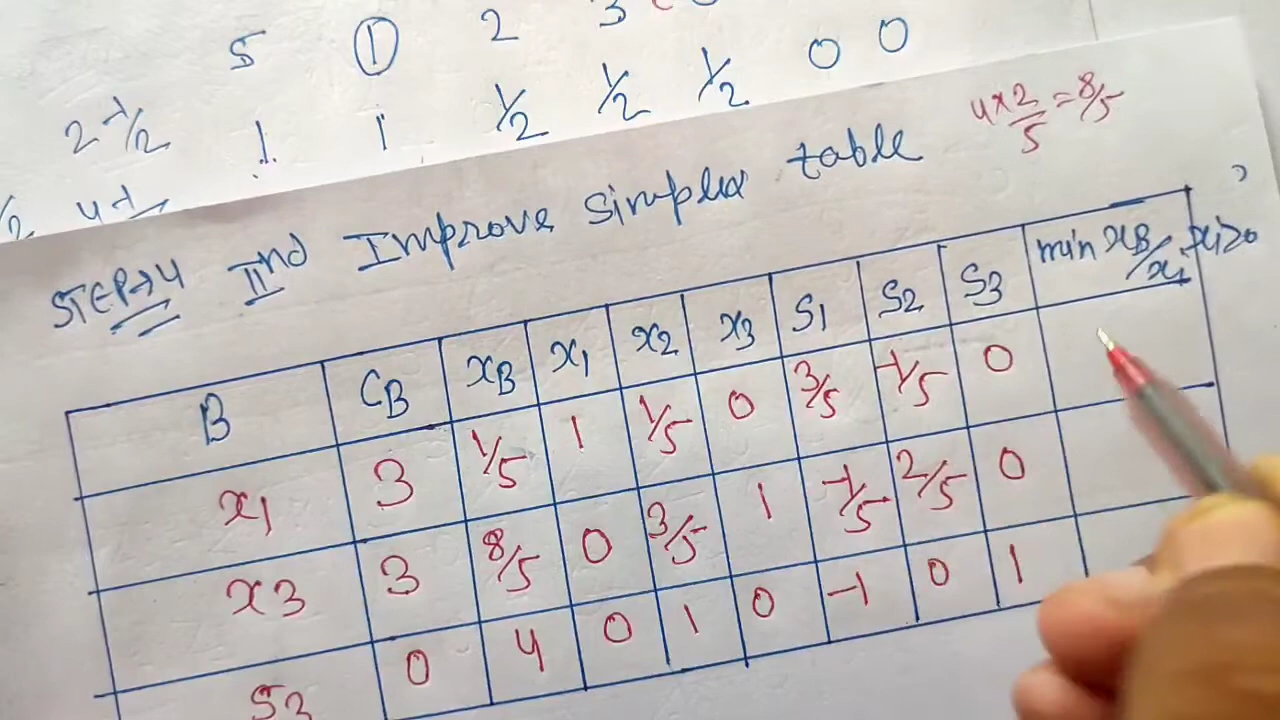 5 ① 2 3
2-1/2 1 1 1/2 1/2 1/2 0 0
4×2/5=8/5
STEP→4 IInd Improve simplex table
B CB xB x1 x2 x3 S1 S2 S3 min xB/xi, xi>0
x1 3 1/5 1 1/5 0 3/5 -1/5 0
x3 3 8/5 0 3/5 1 -1/5 2/5 0
S3 0 4 0 1 0 -1 0 1